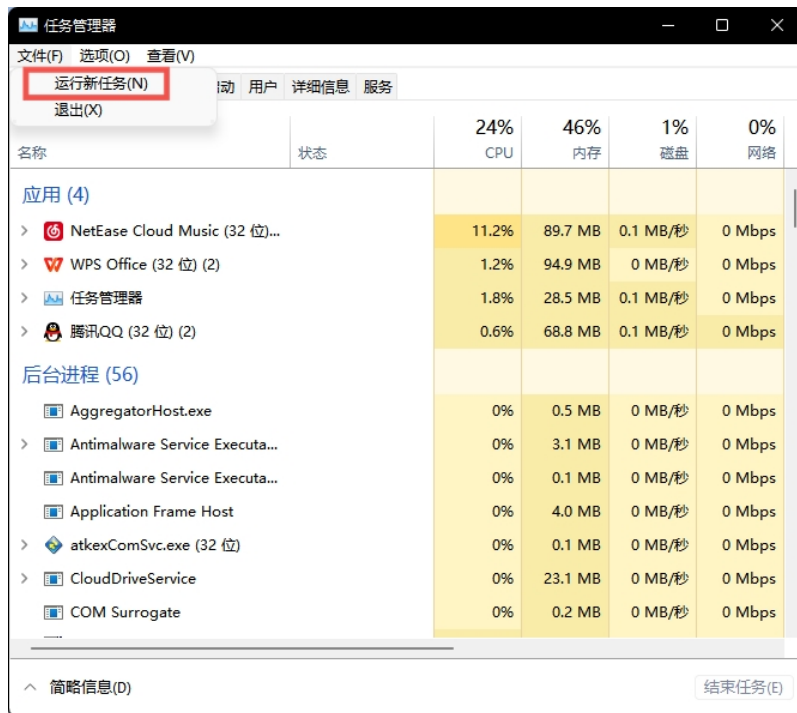 任务管理器
文件(F) 选项(O) 查看(V)
运行新任务(N)
动 用户 详细信息 服务
退出(X)
24% 46% 1% 0%
名称 状态 CPU 内存 磁盘 网络
应用 (4)
NetEase Cloud Music (32 位)... 11.2% 89.7 MB 0.1 MB/秒 0 Mbps
WPS Office (32 位) (2) 1.2% 94.9 MB 0 MB/秒 0 Mbps
任务管理器 1.8% 28.5 MB 0.1 MB/秒 0 Mbps
腾讯QQ (32 位) (2) 0.6% 68.8 MB 0.1 MB/秒 0 Mbps
后台进程 (56)
AggregatorHost.exe 0% 0.5 MB 0 MB/秒 0 Mbps
Antimalware Service Executa... 0% 3.1 MB 0 MB/秒 0 Mbps
Antimalware Service Executa... 0% 0.1 MB 0 MB/秒 0 Mbps
Application Frame Host 0% 4.0 MB 0 MB/秒 0 Mbps
atkexComSvc.exe (32 位) 0% 0.1 MB 0 MB/秒 0 Mbps
CloudDriveService 0% 23.1 MB 0 MB/秒 0 Mbps
COM Surrogate 0% 0.2 MB 0 MB/秒 0 Mbps
简略信息(D) 结束任务(E)